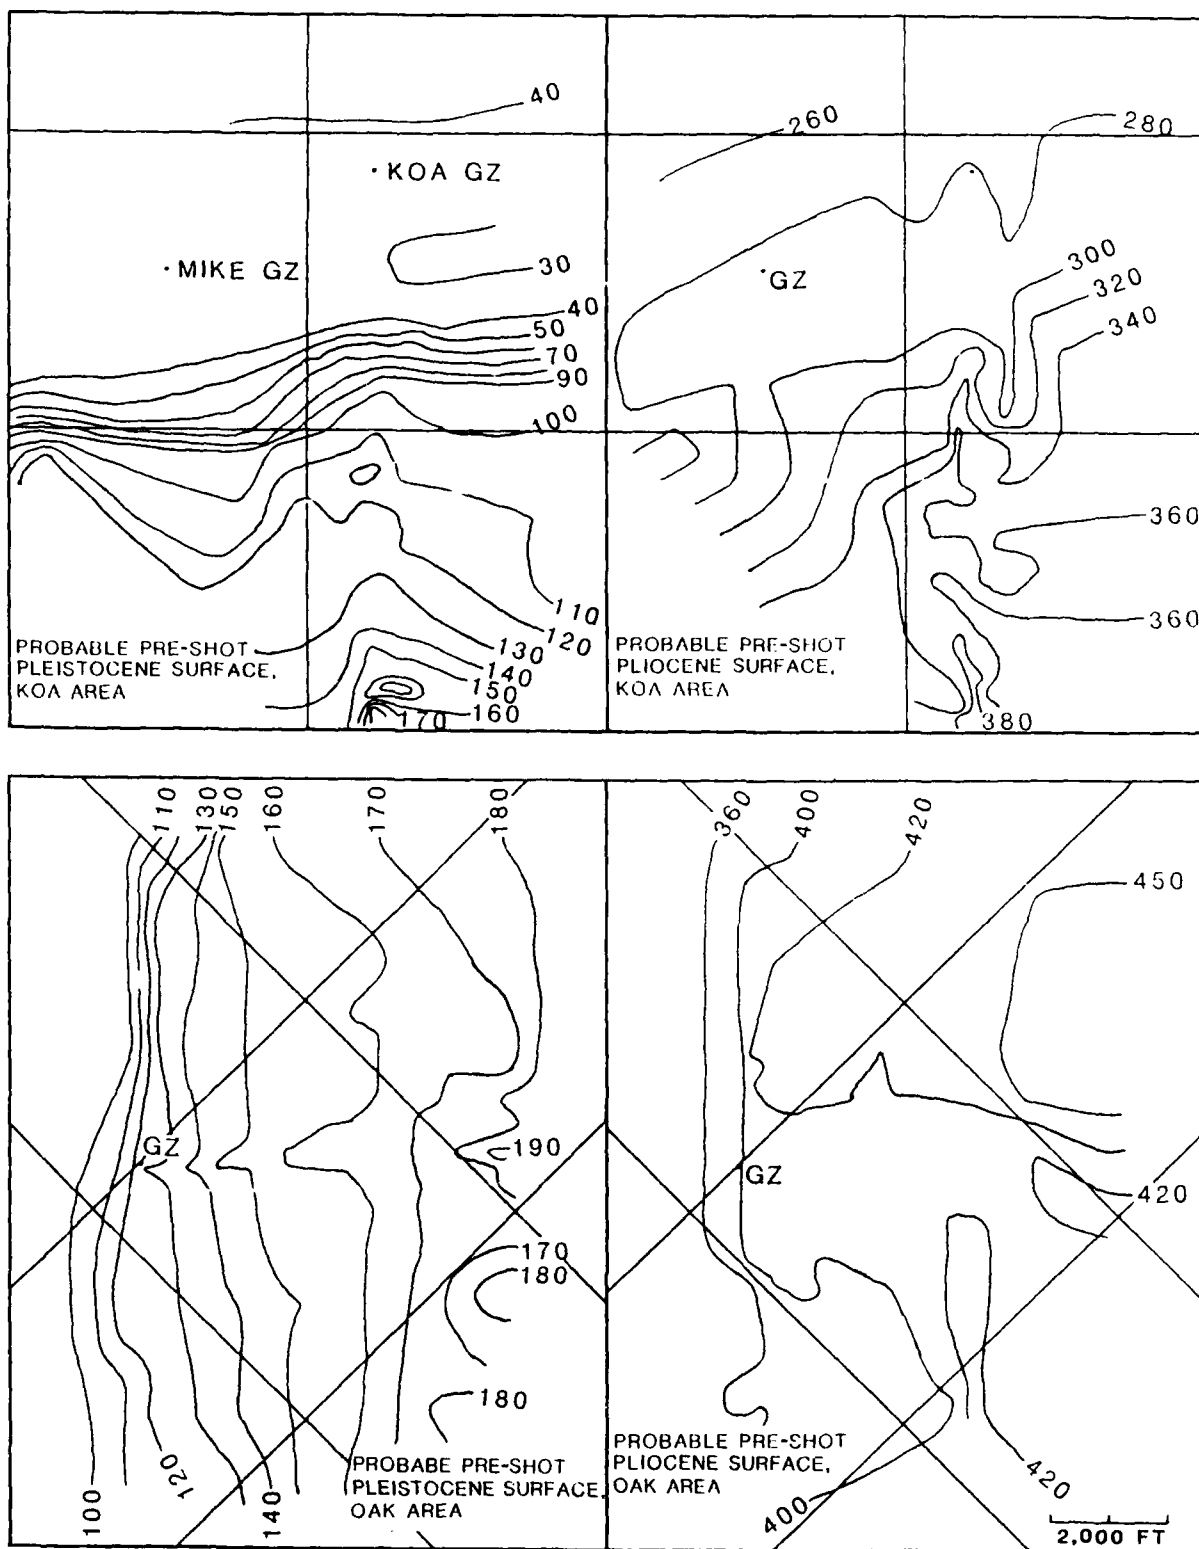 40
KOA GZ
MIKE GZ
30
40
50
70
90
100
110
120
130
140
150
160
170
PROBABLE PRE-SHOT
PLEISTOCENE SURFACE,
KOA AREA
260
280
GZ
300
320
340
360
360
380
PROBABLE PRE-SHOT
PLIOCENE SURFACE,
KOA AREA
110
130
150
160
170
180
GZ
190
170
180
180
100
120
140
PROBABE PRE-SHOT
PLEISTOCENE SURFACE,
OAK AREA
360
400
420
450
GZ
420
PROBABLE PRE-SHOT
PLIOCENE SURFACE,
OAK AREA
400
420
2,000 FT